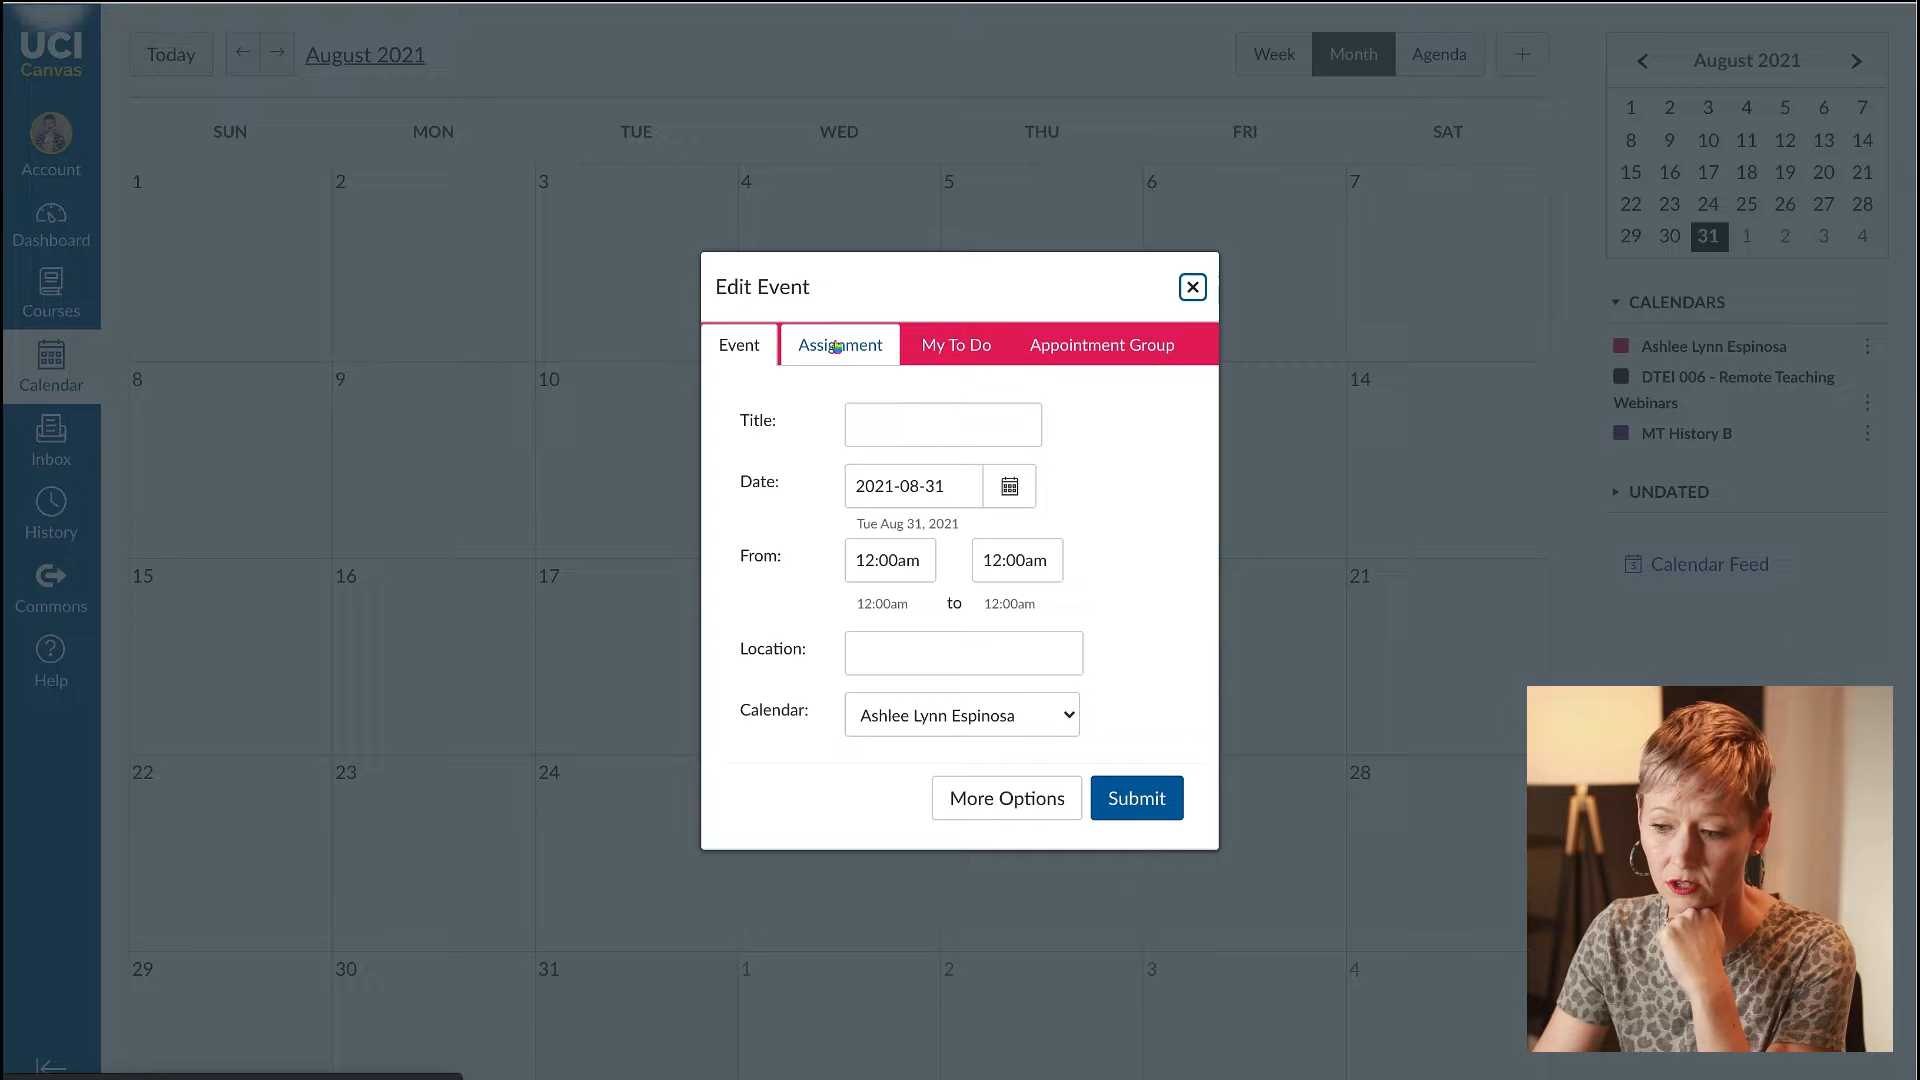 UCI
Canvas
Account
Dashboard
Courses
Calendar
Inbox
History
Commons
Help
Today
August 2021
Week
Month
Agenda
SUN MON TUE WED THU FRI SAT
1 2 3 4 5 6 7
8 9 10 14
15 16 17 21
22 23 24 28
29 30 31 1 2 3 4
Edit Event
Event
Assignment
My To Do
Appointment Group
Title:
Date:
2021-08-31
Tue Aug 31, 2021
From:
12:00am 12:00am
12:00am to 12:00am
Location:
Calendar:
Ashlee Lynn Espinosa
More Options
Submit
August 2021
1 2 3 4 5 6 7
8 9 10 11 12 13 14
15 16 17 18 19 20 21
22 23 24 25 26 27 28
29 30 31 1 2 3 4
CALENDARS
Ashlee Lynn Espinosa
DTEI 006 - Remote Teaching
Webinars
MT History B
UNDATED
Calendar Feed